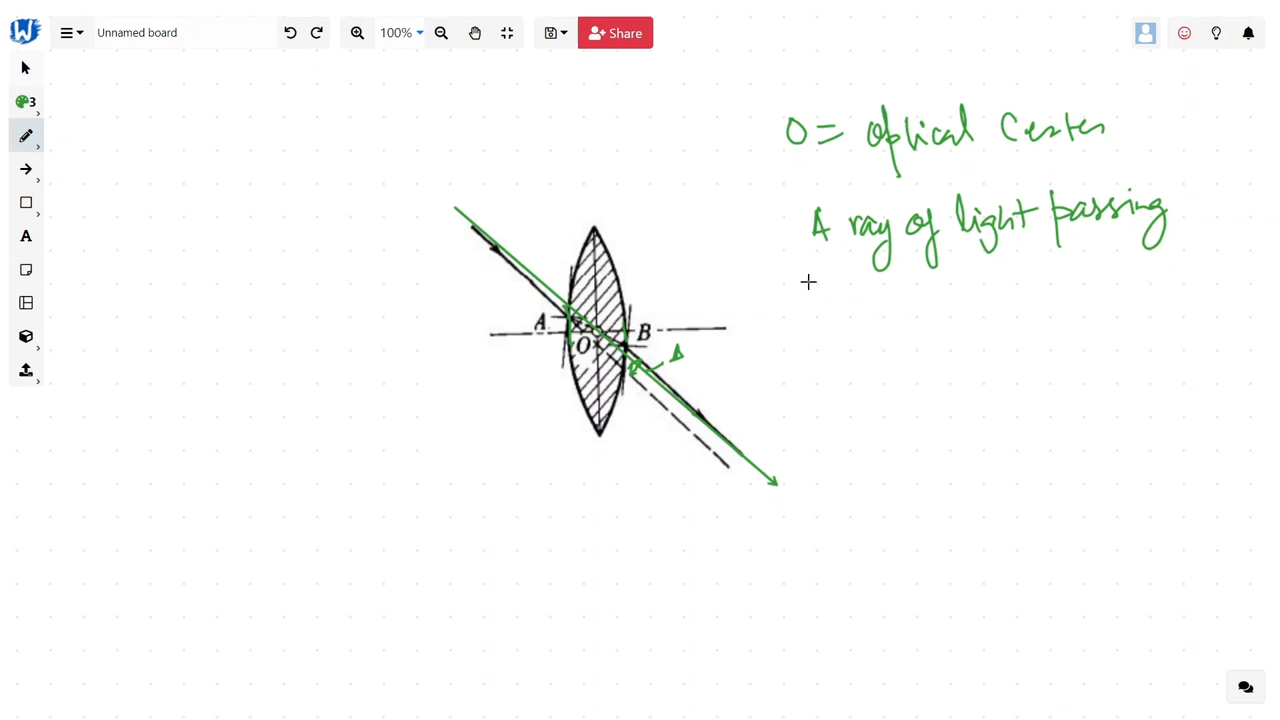 Unnamed board
100%
Share
3
A
O = optical Center
A ray of light passing
A
O
B
Δ